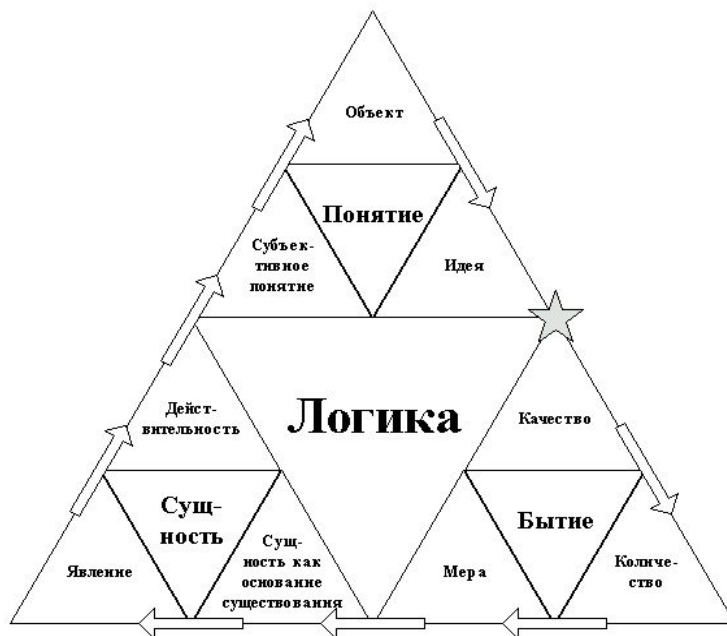 Объект
Понятие
Субъек-
тивное
понятие
Идея
Логика
Дейст-
вительность
Качество
Сущ-
ность
Бытие
Явление
Сущ-
ность как
основание
существования
Мера
Количе-
ство